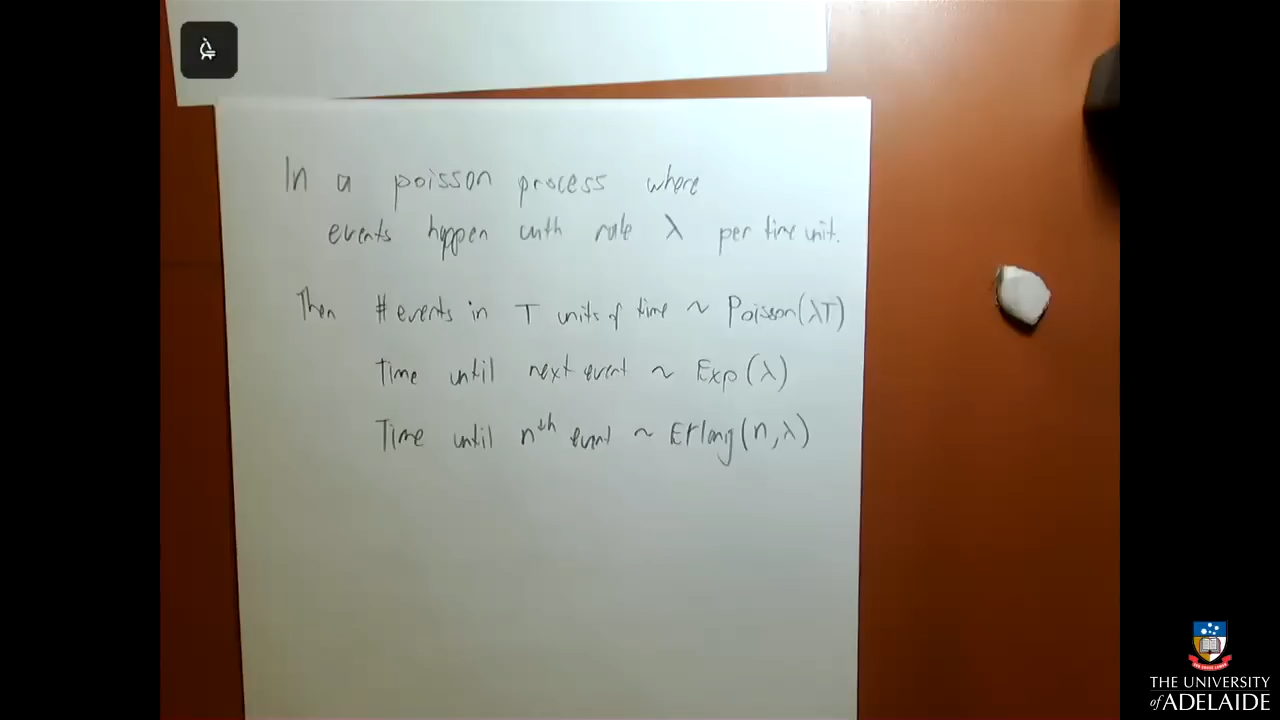 In a poisson process where
events happen with rate λ per time unit.
Then # events in T units of time ~ Poisson(λT)
Time until next event ~ Exp(λ)
Time until nth event ~ Erlang(n,λ)
THE UNIVERSITY
of ADELAIDE